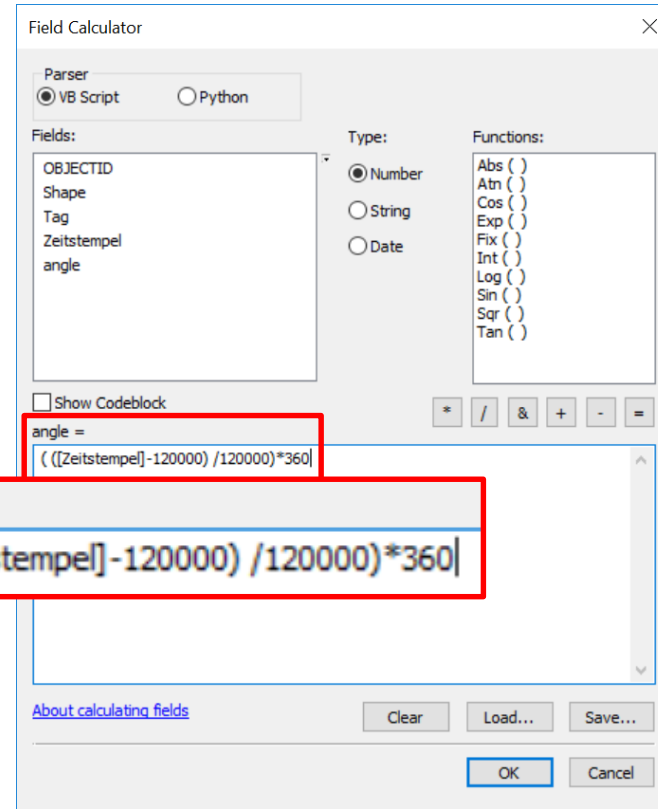 Field Calculator
Parser
VB Script Python
Fields: Type: Functions:
OBJECTID
Shape
Tag
Zeitstempel
angle
Number
String
Date
Abs ( )
Atn ( )
Cos ( )
Exp ( )
Fix ( )
Int ( )
Log ( )
Sin ( )
Sqr ( )
Tan ( )
Show Codeblock
* / & + - =
angle =
( ([Zeitstempel]-120000) /120000)*360
tempel]-120000) /120000)*360
About calculating fields Clear Load... Save...
OK Cancel